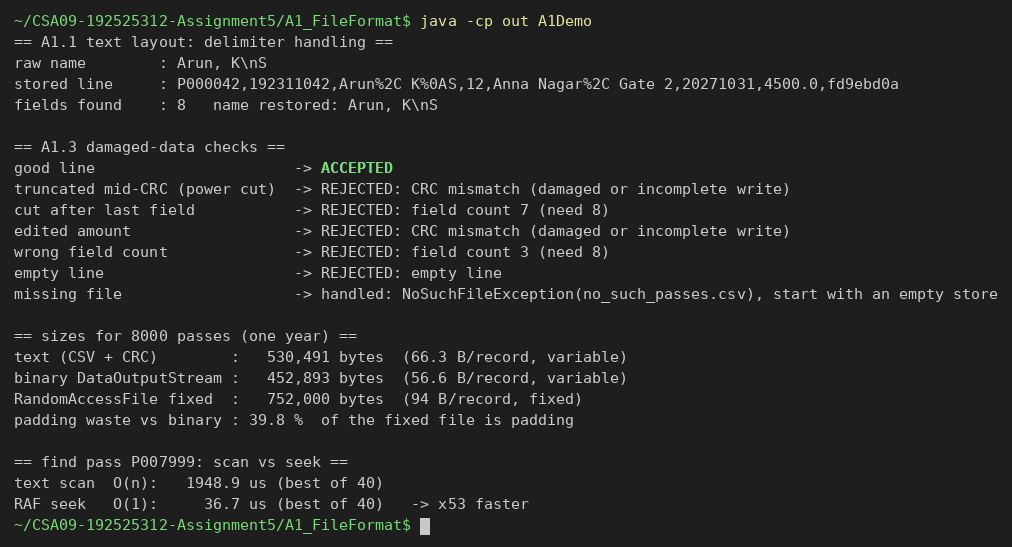 ~/CSA09-192525312-Assignment5/A1_FileFormat$ java -cp out A1Demo
== A1.1 text layout: delimiter handling ==
raw name        : Arun, K\nS
stored line     : P000042,192311042,Arun%2C K%0AS,12,Anna Nagar%2C Gate 2,20271031,4500.0,fd9ebd0a
fields found    : 8   name restored: Arun, K\nS

== A1.3 damaged-data checks ==
good line                      -> ACCEPTED
truncated mid-CRC (power cut)  -> REJECTED: CRC mismatch (damaged or incomplete write)
cut after last field           -> REJECTED: field count 7 (need 8)
edited amount                  -> REJECTED: CRC mismatch (damaged or incomplete write)
wrong field count              -> REJECTED: field count 3 (need 8)
empty line                     -> REJECTED: empty line
missing file                   -> handled: NoSuchFileException(no_such_passes.csv), start with an empty store

== sizes for 8000 passes (one year) ==
text (CSV + CRC)        :   530,491 bytes  (66.3 B/record, variable)
binary DataOutputStream :   452,893 bytes  (56.6 B/record, variable)
RandomAccessFile fixed  :   752,000 bytes  (94 B/record, fixed)
padding waste vs binary : 39.8 %  of the fixed file is padding

== find pass P007999: scan vs seek ==
text scan  O(n):   1948.9 us (best of 40)
RAF seek   O(1):     36.7 us (best of 40)   -> x53 faster
~/CSA09-192525312-Assignment5/A1_FileFormat$